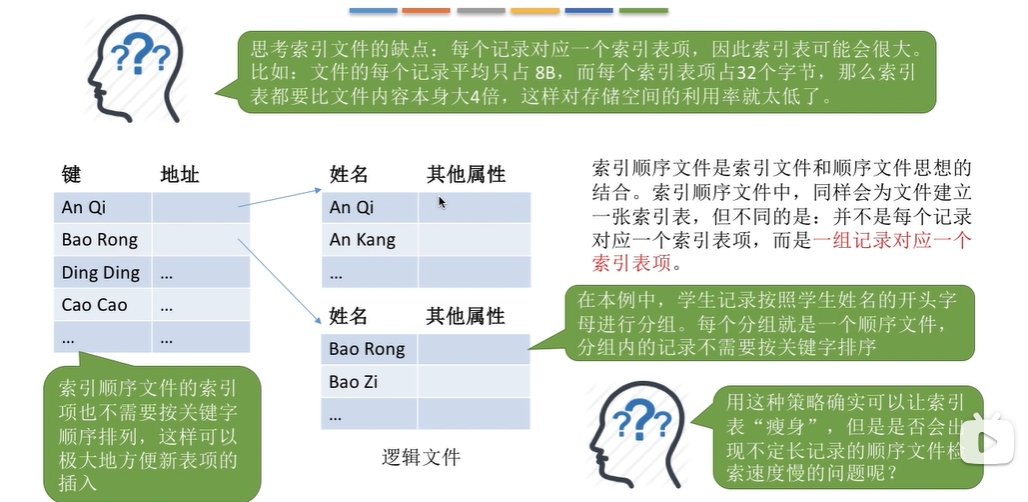 ???
思考索引文件的缺点：每个记录对应一个索引表项，因此索引表可能会很大。
比如：文件的每个记录平均只占 8B，而每个索引表项占32个字节，那么索引
表都要比文件内容本身大4倍，这样对存储空间的利用率就太低了。
键 地址
An Qi
Bao Rong
Ding Ding ...
Cao Cao ...
... ...
索引顺序文件的索引
项也不需要按关键字
顺序排列，这样可以
极大地方便新表项的
插入
姓名 其他属性
An Qi
An Kang
...
姓名 其他属性
Bao Rong
Bao Zi
...
逻辑文件
索引顺序文件是索引文件和顺序文件思想的
结合。索引顺序文件中，同样会为文件建立
一张索引表，但不同的是：并不是每个记录
对应一个索引表项，而是一组记录对应一个
索引表项。
在本例中，学生记录按照学生姓名的开头字
母进行分组。每个分组就是一个顺序文件，
分组内的记录不需要按关键字排序
???
用这种策略确实可以让索引
表“瘦身”，但是是否会出
现不定长记录的顺序文件检
索速度慢的问题呢？